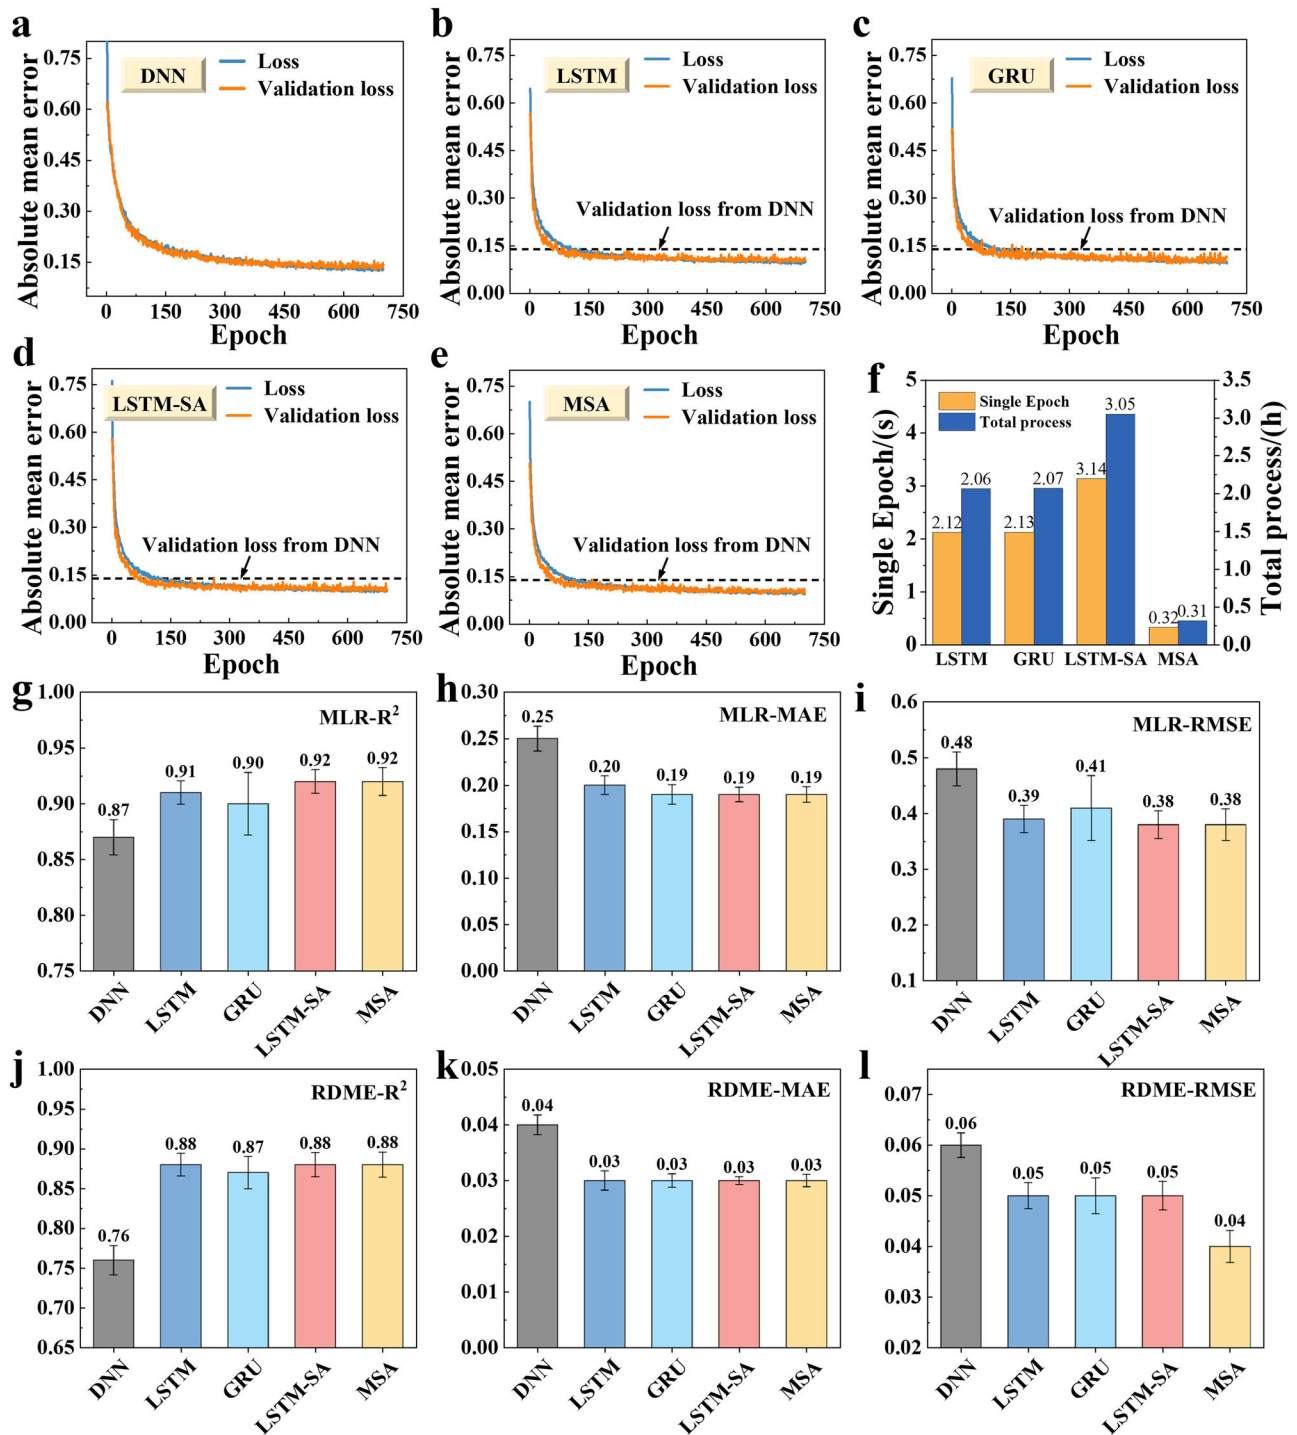 a
DNN
Loss
Validation loss
Absolute mean error
0.75
0.60
0.45
0.30
0.15
0 150 300 450 600 750
Epoch
b
LSTM
Loss
Validation loss
Validation loss from DNN
Absolute mean error
0.75
0.60
0.45
0.30
0.15
0.00
0 150 300 450 600 750
Epoch
c
GRU
Loss
Validation loss
Validation loss from DNN
Absolute mean error
0.75
0.60
0.45
0.30
0.15
0.00
0 150 300 450 600 750
Epoch
d
LSTM-SA
Loss
Validation loss
Validation loss from DNN
Absolute mean error
0.75
0.60
0.45
0.30
0.15
0.00
0 150 300 450 600 750
Epoch
e
MSA
Loss
Validation loss
Validation loss from DNN
Absolute mean error
0.75
0.60
0.45
0.30
0.15
0.00
0 150 300 450 600 750
Epoch
f
Single Epoch
Total process
Single Epoch/(s)
5
4
3
2
1
0
2.12 2.06 2.13 2.07 3.14 3.05 0.32 0.31
LSTM GRU LSTM-SA MSA
3.5
3.0
2.5
2.0
1.5
1.0
0.5
0.0
Total process/(h)
g
MLR-R²
1.00
0.95
0.90
0.85
0.80
0.75
0.87 0.91 0.90 0.92 0.92
DNN LSTM GRU LSTM-SA MSA
h
MLR-MAE
0.30
0.25
0.20
0.15
0.10
0.05
0.00
0.25 0.20 0.19 0.19 0.19
DNN LSTM GRU LSTM-SA MSA
i
MLR-RMSE
0.6
0.5
0.4
0.3
0.2
0.1
0.48 0.39 0.41 0.38 0.38
DNN LSTM GRU LSTM-SA MSA
j
RDME-R²
1.00
0.95
0.90
0.85
0.80
0.75
0.70
0.65
0.76 0.88 0.87 0.88 0.88
DNN LSTM GRU LSTM-SA MSA
k
RDME-MAE
0.05
0.04
0.03
0.02
0.01
0.00
0.04 0.03 0.03 0.03 0.03
DNN LSTM GRU LSTM-SA MSA
l
RDME-RMSE
0.07
0.06
0.05
0.04
0.03
0.02
0.06 0.05 0.05 0.05 0.04
DNN LSTM GRU LSTM-SA MSA